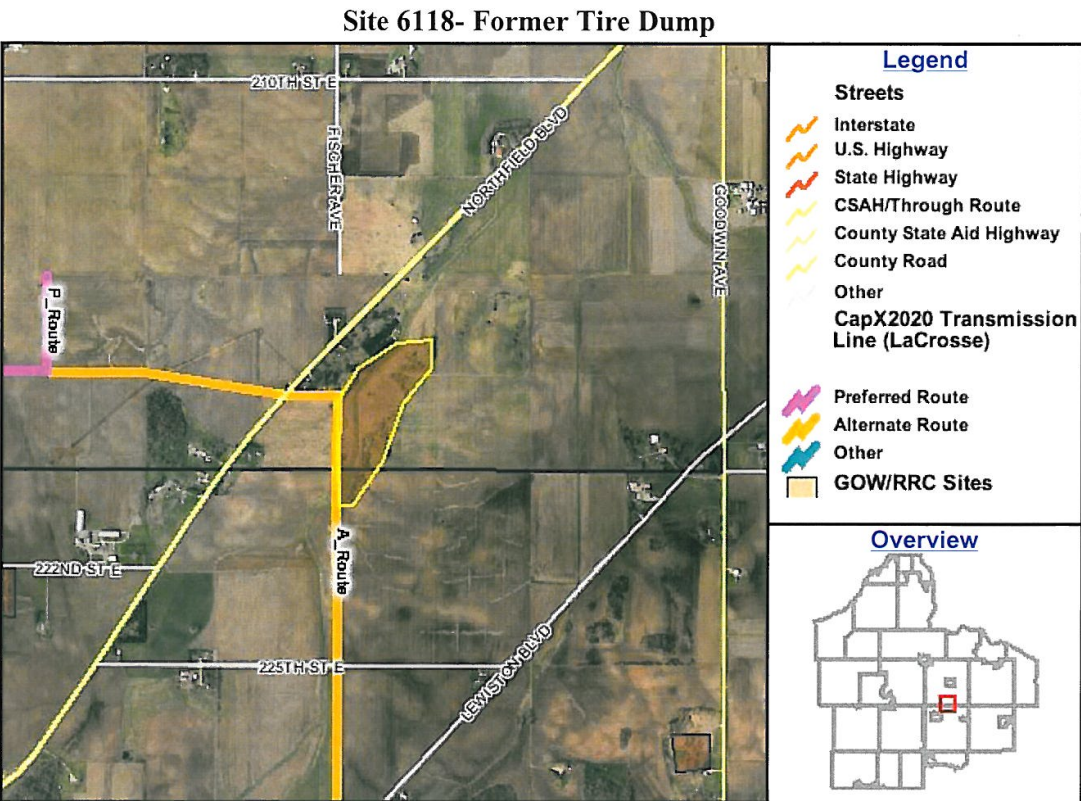 Site 6118- Former Tire Dump
210TH ST E
FISCHER AVE
NORTHFIELD BLVD
GOODWIN AVE
P_Route
A_Route
222ND ST E
225TH ST E
LEWISTON BLVD
Legend
Streets
Interstate
U.S. Highway
State Highway
CSAH/Through Route
County State Aid Highway
County Road
Other
CapX2020 Transmission
Line (LaCrosse)
Preferred Route
Alternate Route
Other
GOW/RRC Sites
Overview